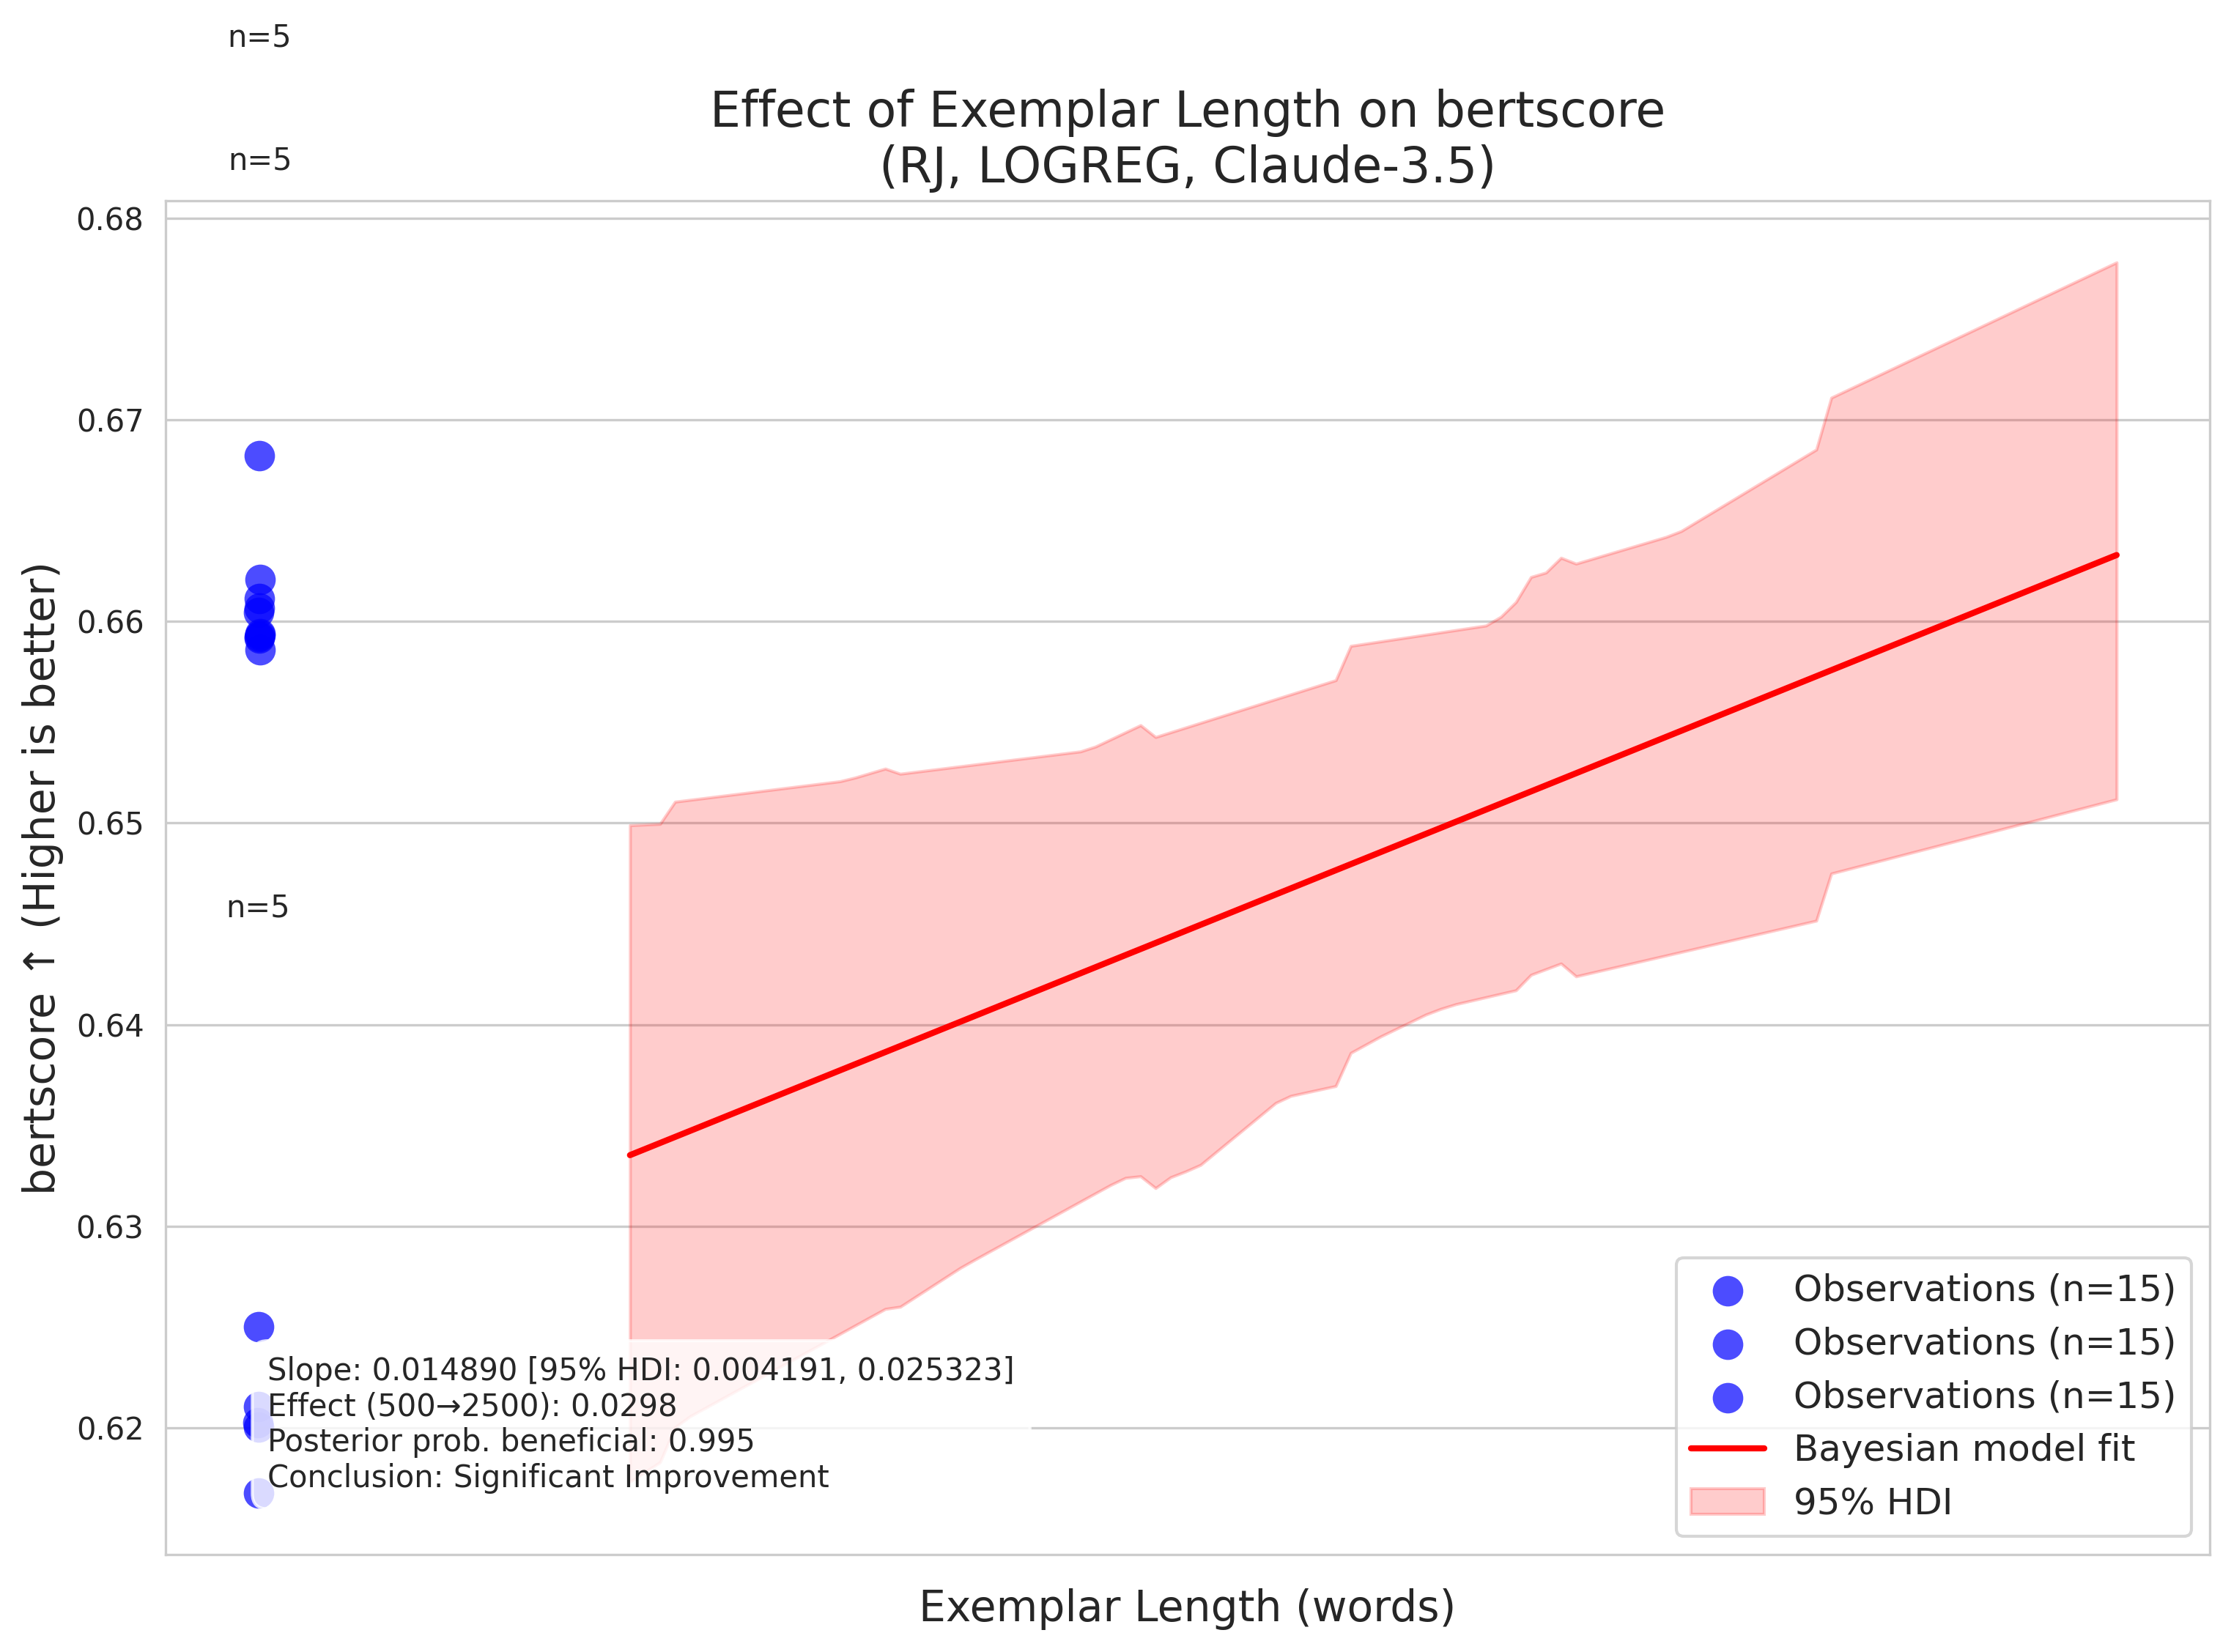 n=5
Effect of Exemplar Length on bertscore
(RJ, LOGREG, Claude-3.5)
n=5
0.68
0.67
0.66
0.65
0.64
0.63
0.62
bertscore ↑ (Higher is better)
n=5
Slope: 0.014890 [95% HDI: 0.004191, 0.025323]
Effect (500→2500): 0.0298
Posterior prob. beneficial: 0.995
Conclusion: Significant Improvement
Observations (n=15)
Observations (n=15)
Observations (n=15)
Bayesian model fit
95% HDI
Exemplar Length (words)